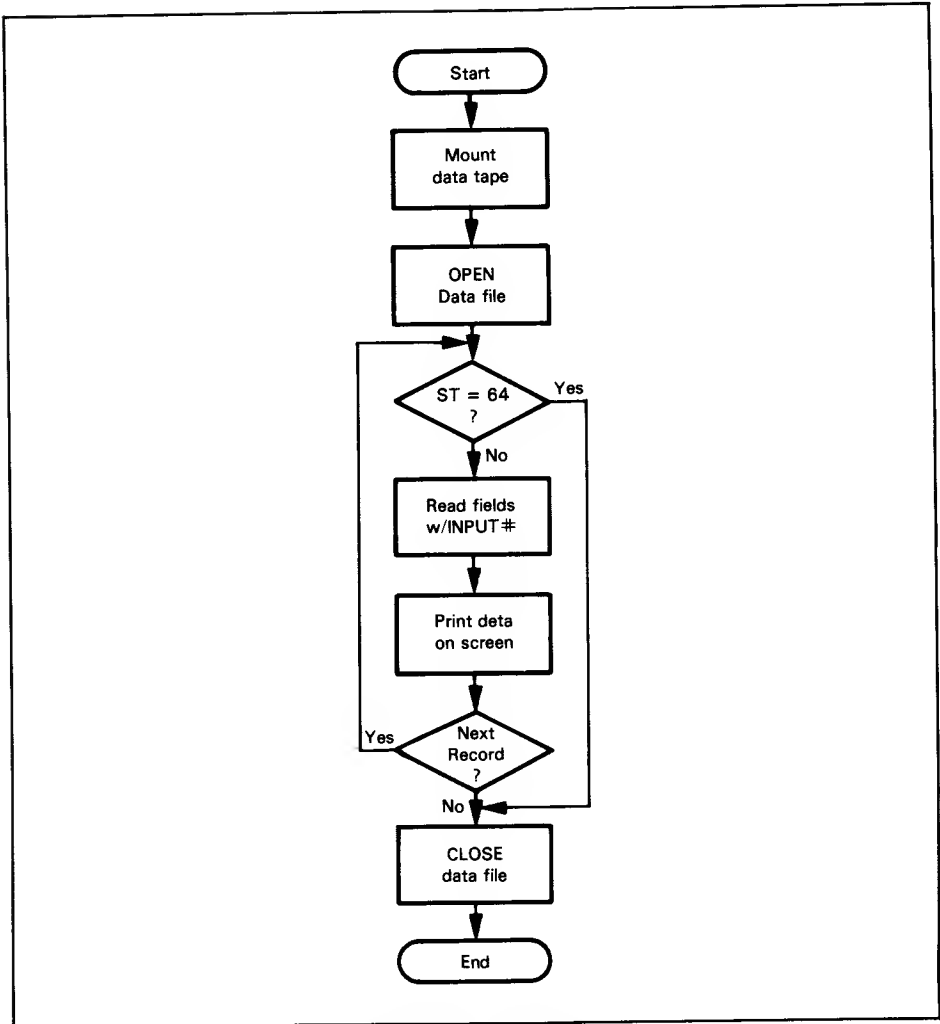 Start
Mount
data tape
OPEN
Data file
ST = 64
?
Yes
No
Read fields
w/INPUT#
Print deta
on screen
Next
Record
?
Yes
No
CLOSE
data file
End